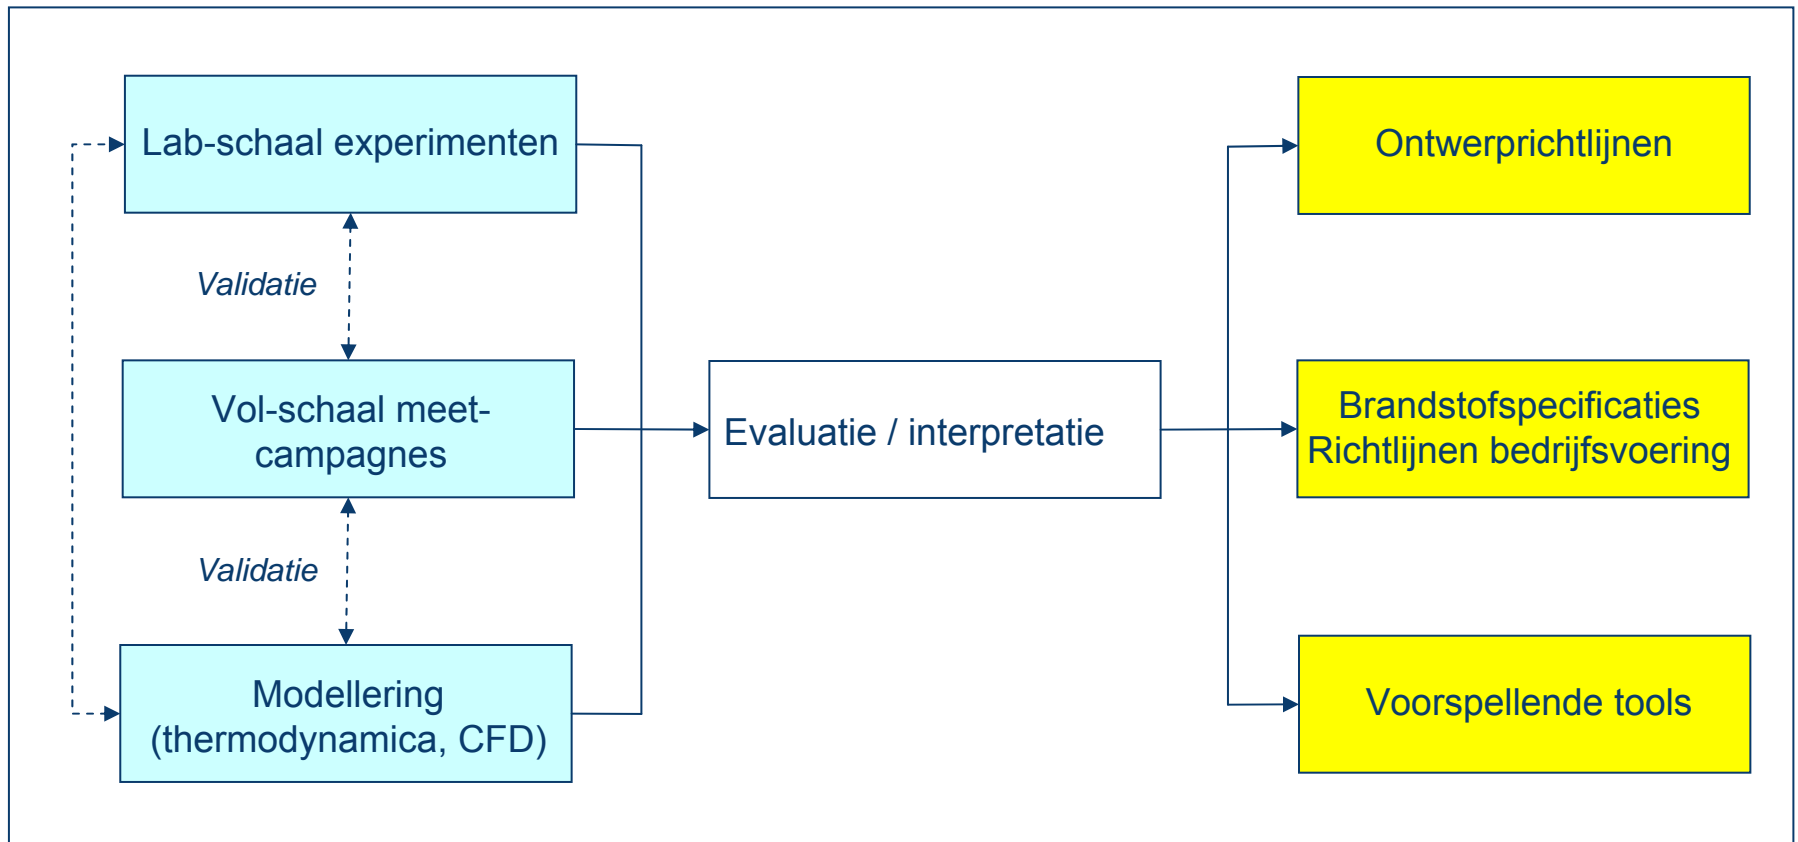 Lab-schaal experimenten
Validatie
Vol-schaal meet-
campagnes
Validatie
Modellering
(thermodynamica, CFD)
Evaluatie / interpretatie
Ontwerprichtlijnen
Brandstofspecificaties
Richtlijnen bedrijfsvoering
Voorspellende tools